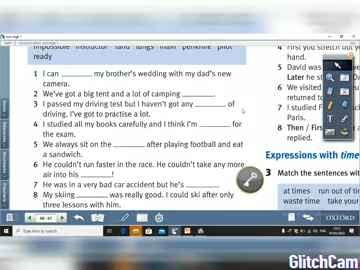 impossible instructor land lungs main penknife pilot
ready
1 I can ________ my brother's wedding with my dad's new
camera.
2 We've got a big tent and a lot of camping ________.
3 I passed my driving test but I haven't got any ________ of
driving. I've got to practise a lot.
4 I studied all my books carefully and I think I'm ________ for
the exam.
5 We always sit on the ________ after playing football and eat
a sandwich.
6 He couldn't run faster in the race. He couldn't take any more
air into his ________!
7 He was in a very bad car accident but he's ________.
8 My skiing ________ was really good. I could ski after only
three lessons with him.
4 First you stretch out y
hand.
5 David was
Later he st
6 We visited
returned to
7 I studied F
Paris.
8 Then / Firs
replied.
Expressions with time
3 Match the sentences with
at times run out of tim
waste time take your
50 - 51
Type here to search
GlitchCam